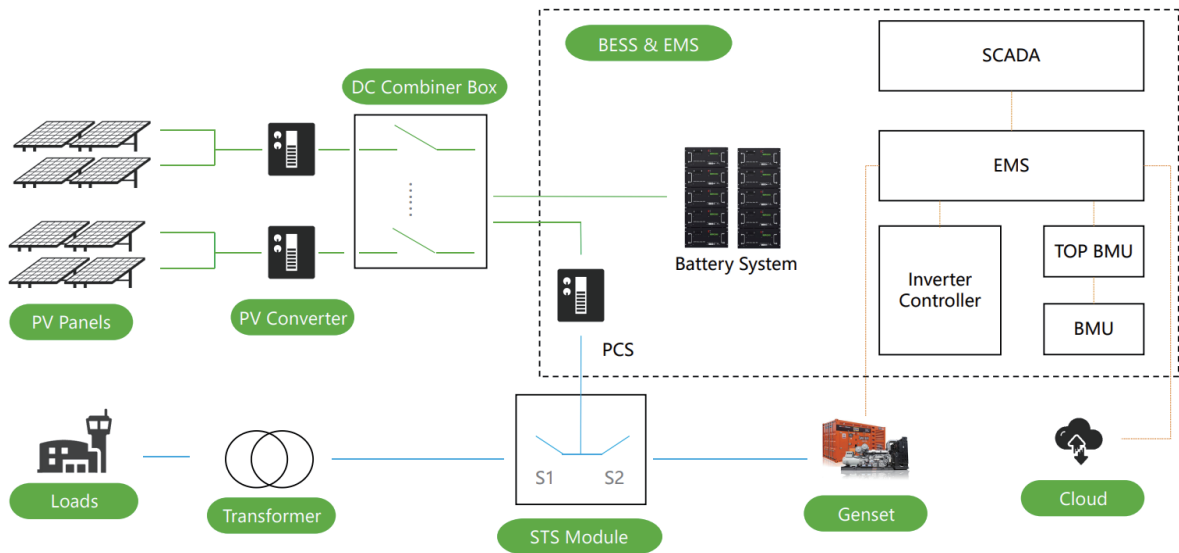 BESS & EMS
SCADA
DC Combiner Box
EMS
Battery System
Inverter
Controller
TOP BMU
BMU
PV Panels
PV Converter
PCS
S1
S2
Loads
Transformer
STS Module
Genset
Cloud